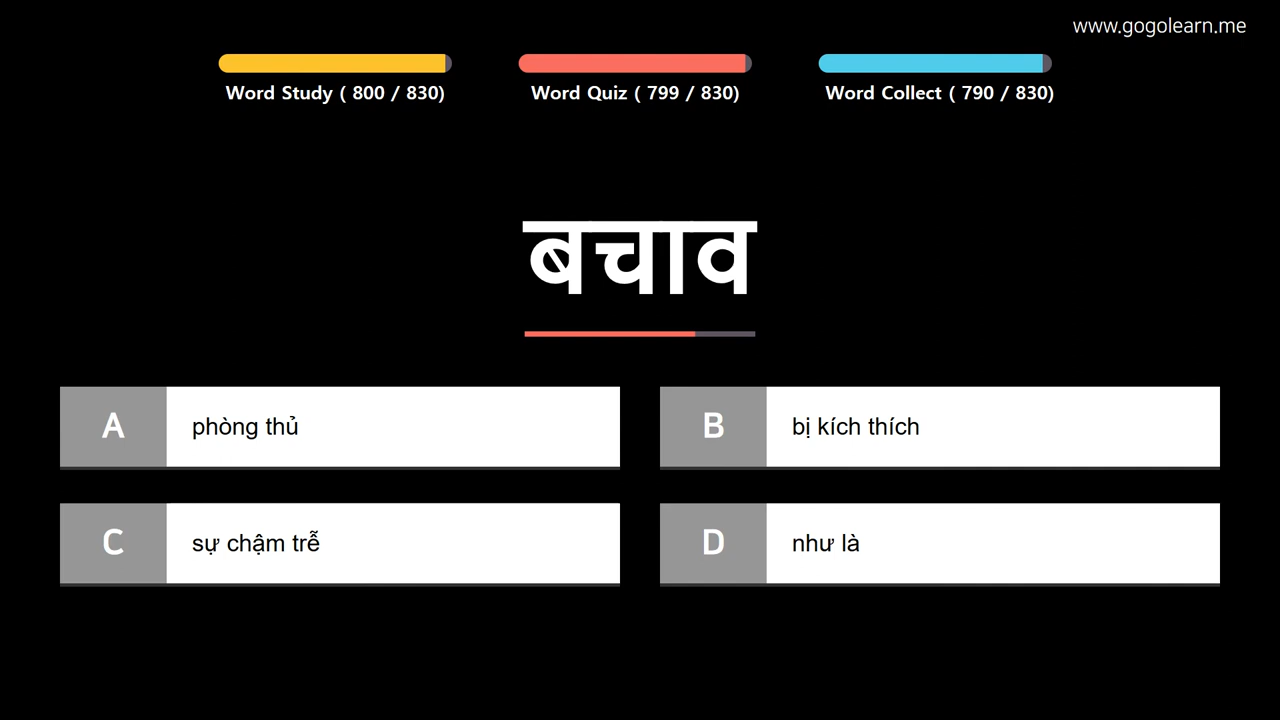 www.gogolearn.me
Word Study ( 800 / 830)
Word Quiz ( 799 / 830)
Word Collect ( 790 / 830)
बचाव
A phòng thủ
B bị kích thích
C sự chậm trễ
D như là